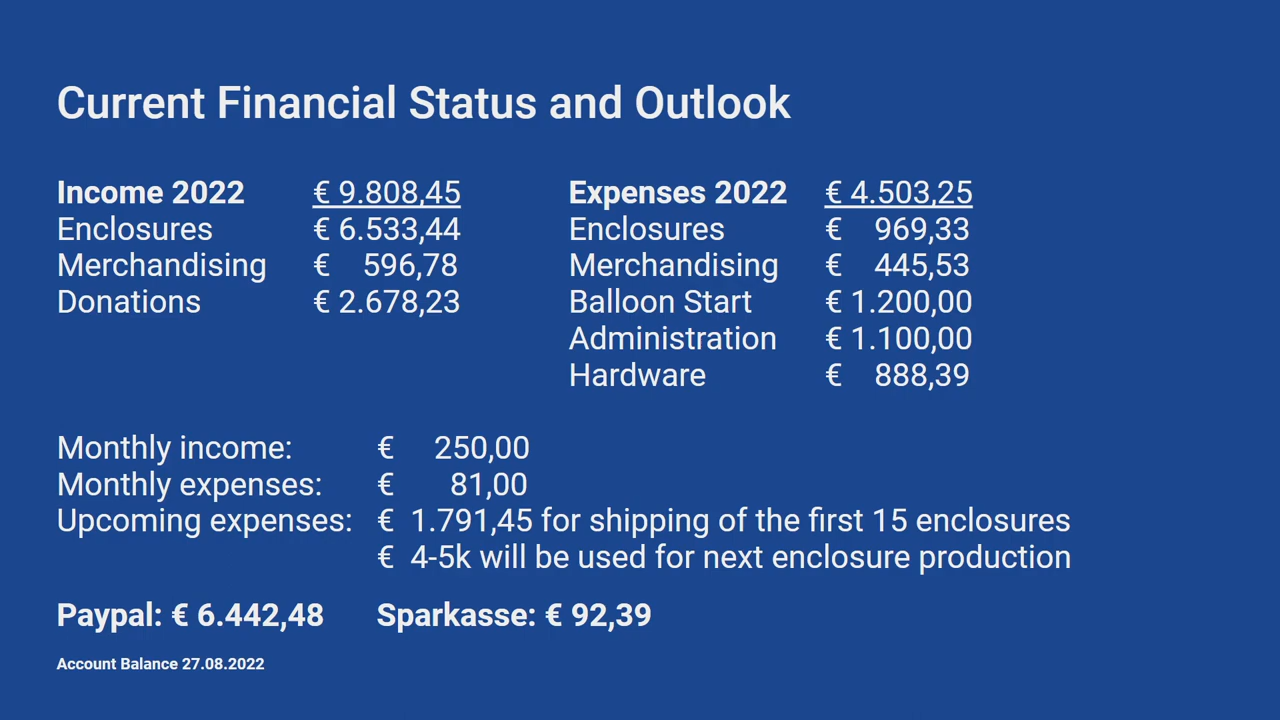 Current Financial Status and Outlook
Income 2022 € 9.808,45
Enclosures € 6.533,44
Merchandising € 596,78
Donations € 2.678,23
Expenses 2022 € 4.503,25
Enclosures € 969,33
Merchandising € 445,53
Balloon Start € 1.200,00
Administration € 1.100,00
Hardware € 888,39
Monthly income: € 250,00
Monthly expenses: € 81,00
Upcoming expenses: € 1.791,45 for shipping of the first 15 enclosures
€ 4-5k will be used for next enclosure production
Paypal: € 6.442,48 Sparkasse: € 92,39
Account Balance 27.08.2022